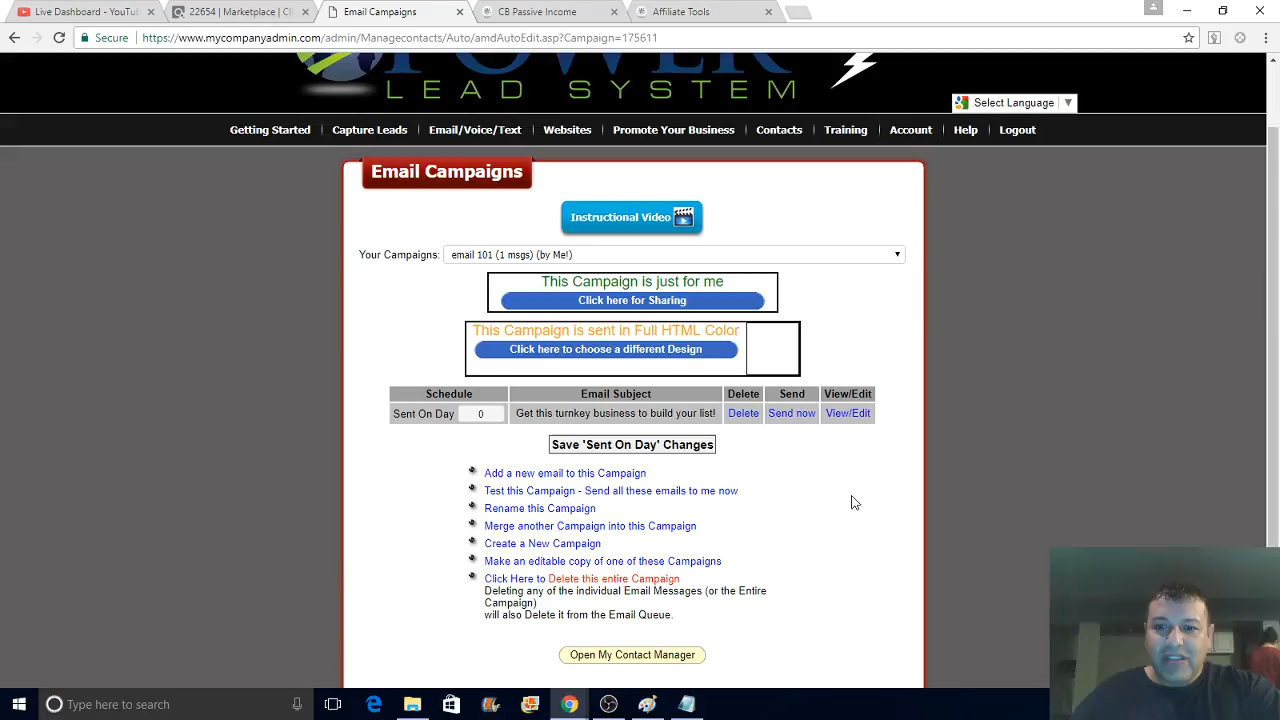 Live Dashboard - YouTu
22654 | Marketplace | Cli
Email Campaigns
CB Passive Income
Affiliate Tools
Secure https://www.mycompanyadmin.com/admin/Managecontacts/Auto/amdAutoEdit.asp?Campaign=175611
POWER
LEAD SYSTEM
Select Language
Getting Started Capture Leads Email/Voice/Text Websites Promote Your Business Contacts Training Account Help Logout
Email Campaigns
Instructional Video
Your Campaigns: email 101 (1 msgs) (by Me!)
This Campaign is just for me
Click here for Sharing
This Campaign is sent in Full HTML Color
Click here to choose a different Design
Schedule Email Subject Delete Send View/Edit
Sent On Day 0 Get this turnkey business to build your list! Delete Send now View/Edit
Save 'Sent On Day' Changes
Add a new email to this Campaign
Test this Campaign - Send all these emails to me now
Rename this Campaign
Merge another Campaign into this Campaign
Create a New Campaign
Make an editable copy of one of these Campaigns
Click Here to Delete this entire Campaign
Deleting any of the individual Email Messages (or the Entire
Campaign)
will also Delete it from the Email Queue.
Open My Contact Manager
Type here to search